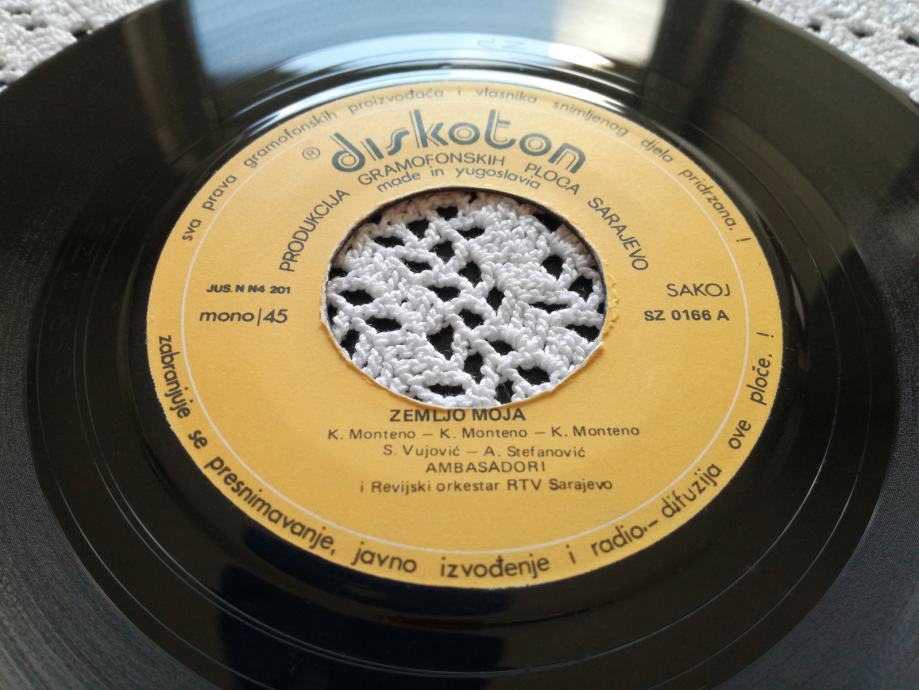 sva prava gramofonskih proizvođača i vlasnika snimljenog djela pridržana. !
® diskoton
PRODUKCIJA GRAMOFONSKIH PLOČA SARAJEVO
made in yugoslavia
JUS. N N4 201
SAKOJ
mono|45
SZ 0166 A
ZEMLJO MOJA
K. Monteno — K. Monteno — K. Monteno
S. Vujović — A. Stefanović
AMBASADORI
i Revijski orkestar RTV Sarajevo
zabranjuje se presnimavanje, javno izvođenje i radio.– difuzija ove ploče. !